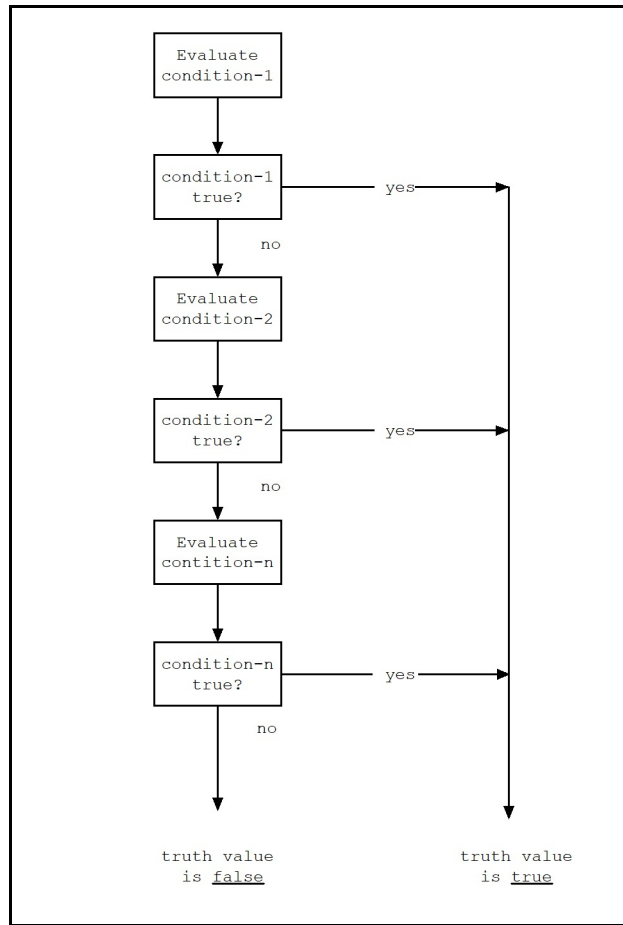 Evaluate
condition-1
condition-1
true?
yes
no
Evaluate
condition-2
condition-2
true?
yes
no
Evaluate
contition-n
condition-n
true?
yes
no
truth value
is false
truth value
is true